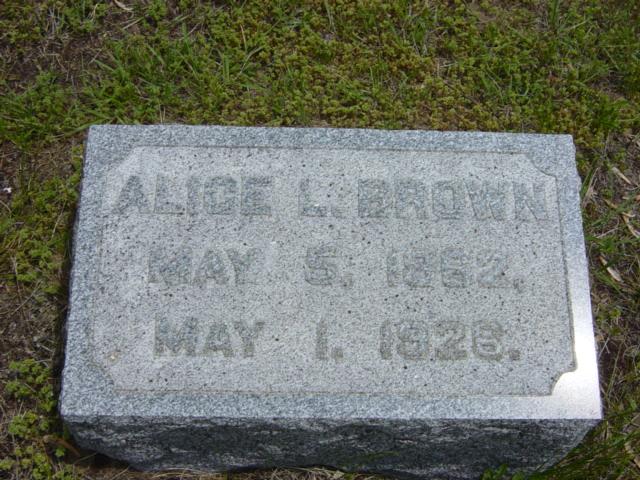 ALICE L. BROWN
MAY 5, 1862.
MAY 1, 1926.